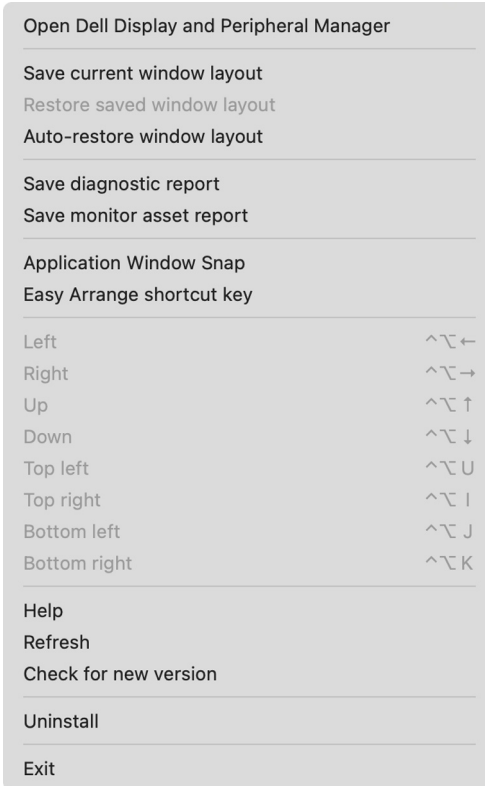 Open Dell Display and Peripheral Manager
Save current window layout
Restore saved window layout
Auto-restore window layout
Save diagnostic report
Save monitor asset report
Application Window Snap
Easy Arrange shortcut key
Left ^⌥←
Right ^⌥→
Up ^⌥↑
Down ^⌥↓
Top left ^⌥U
Top right ^⌥I
Bottom left ^⌥J
Bottom right ^⌥K
Help
Refresh
Check for new version
Uninstall
Exit